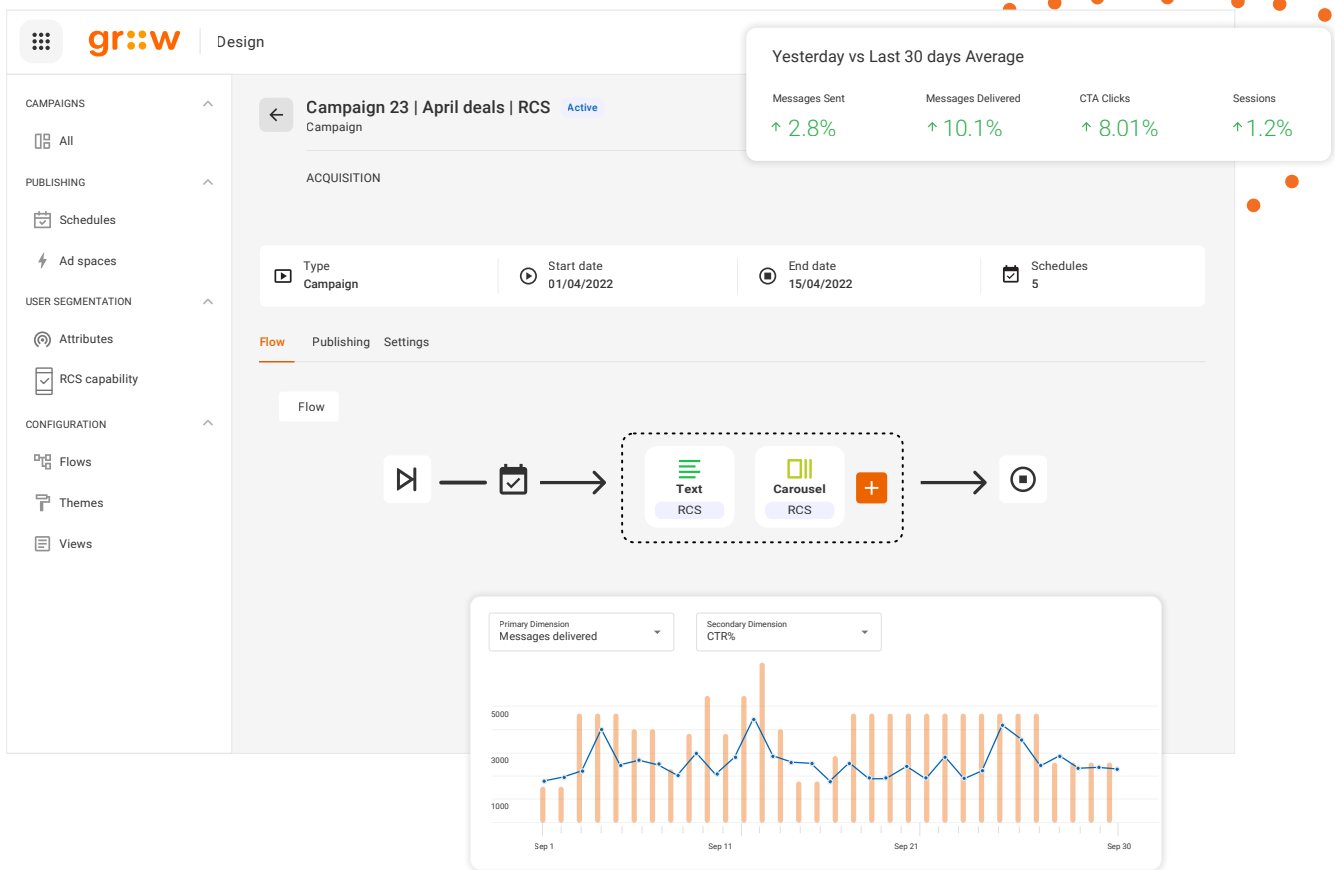 gr::w
Design
CAMPAIGNS
All
PUBLISHING
Schedules
Ad spaces
USER SEGMENTATION
Attributes
RCS capability
CONFIGURATION
Flows
Themes
Views
Campaign 23 | April deals | RCS Active
Campaign
ACQUISITION
Yesterday vs Last 30 days Average
Messages Sent Messages Delivered CTA Clicks Sessions
↑ 2.8% ↑ 10.1% ↑ 8.01% ↑ 1.2%
Type Start date End date Schedules
Campaign 01/04/2022 15/04/2022 5
Flow Publishing Settings
Flow
Text Carousel
RCS RCS
Primary Dimension Secondary Dimension
Messages delivered CTR%
5000
3000
1000
Sep 1 Sep 11 Sep 21 Sep 30